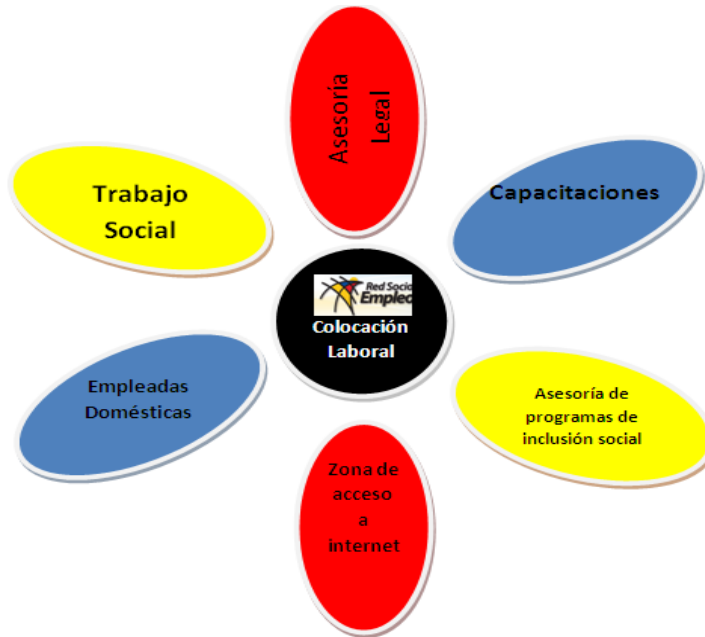 Asesoría
Legal
Trabajo
Social
Capacitaciones
Red Socio
Empleo
Colocación
Laboral
Empleadas
Domésticas
Asesoría de
programas de
inclusión social
Zona de
acceso
a
internet